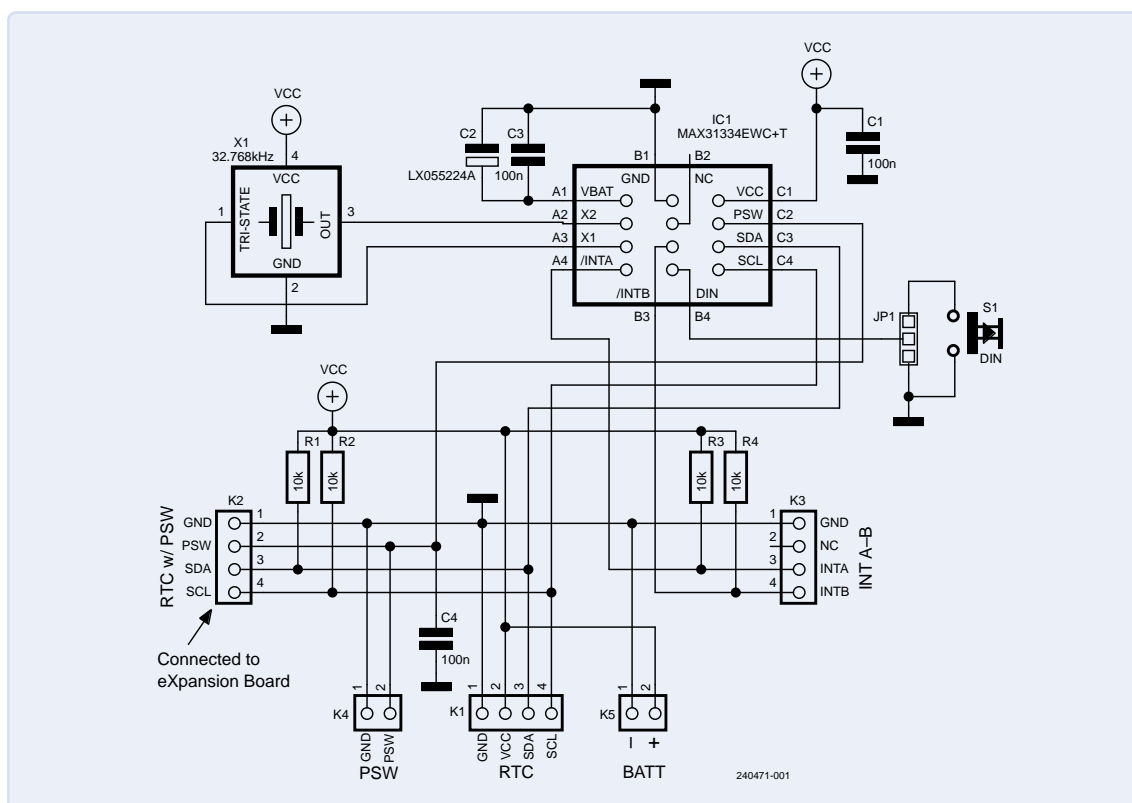 VCC
VCC
X1
32.768kHz
4
VCC
TRI-STATE
OUT
GND
1
3
2
C2
C3
LX055224A
100n
IC1
MAX31334EWC+T
C1
100n
B1
B2
GND
NC
A1
VBAT
VCC
C1
A2
X2
PSW
C2
A3
X1
SDA
C3
A4
/INTA
SCL
C4
/INTB
DIN
B3
B4
JP1
S1
DIN
VCC
R1
10k
R2
10k
R3
10k
R4
10k
K2
GND
1
PSW
2
SDA
3
SCL
4
RTC w/ PSW
K3
1
GND
2
NC
3
INTA
4
INTB
INT A–B
Connected to
eXpansion Board
C4
100n
K4
1
2
GND
PSW
PSW
K1
1
2
3
4
GND
VCC
SDA
SCL
RTC
K5
1
2
–
+
BATT
240471-001